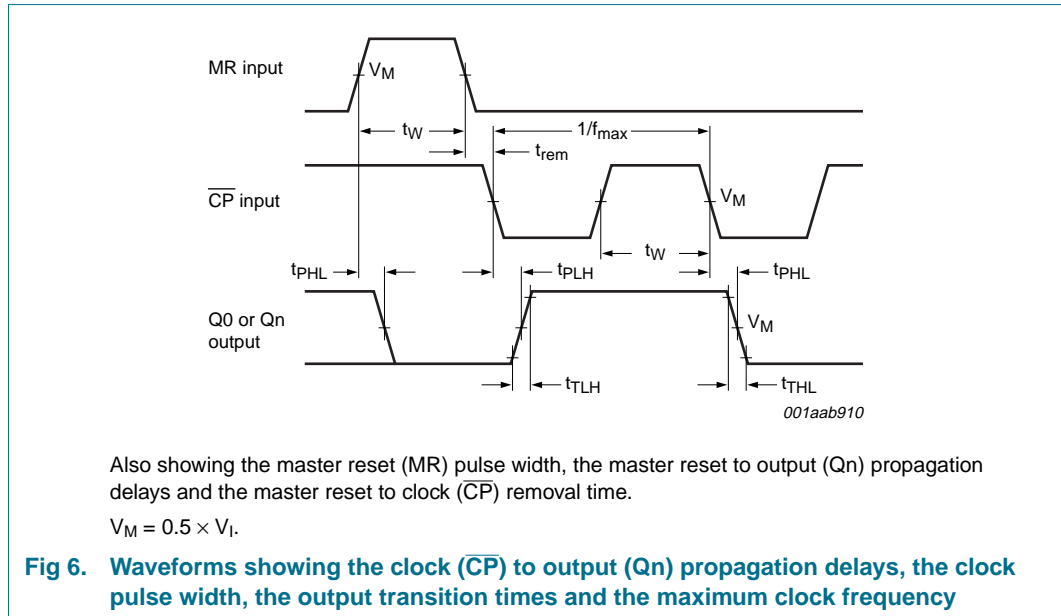 MR input
VM
tW
1/fmax
trem
CP input
VM
tW
tPHL
tPLH
tPHL
Q0 or Qn
output
VM
tTLH
tTHL
001aab910
Also showing the master reset (MR) pulse width, the master reset to output (Qn) propagation
delays and the master reset to clock (CP) removal time.
VM = 0.5 × VI.
Fig 6. Waveforms showing the clock (CP) to output (Qn) propagation delays, the clock
pulse width, the output transition times and the maximum clock frequency